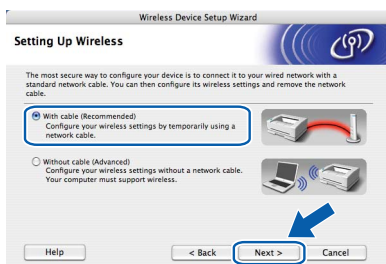 Wireless Device Setup Wizard
Setting Up Wireless
The most secure way to configure your device is to connect it to your wired network with a
standard network cable. You can then configure its wireless settings and remove the network
cable.
With cable (Recommended)
Configure your wireless settings by temporarily using a
network cable.
Without cable (Advanced)
Configure your wireless settings without a network cable.
Your computer must support wireless.
Help
< Back
Next >
Cancel